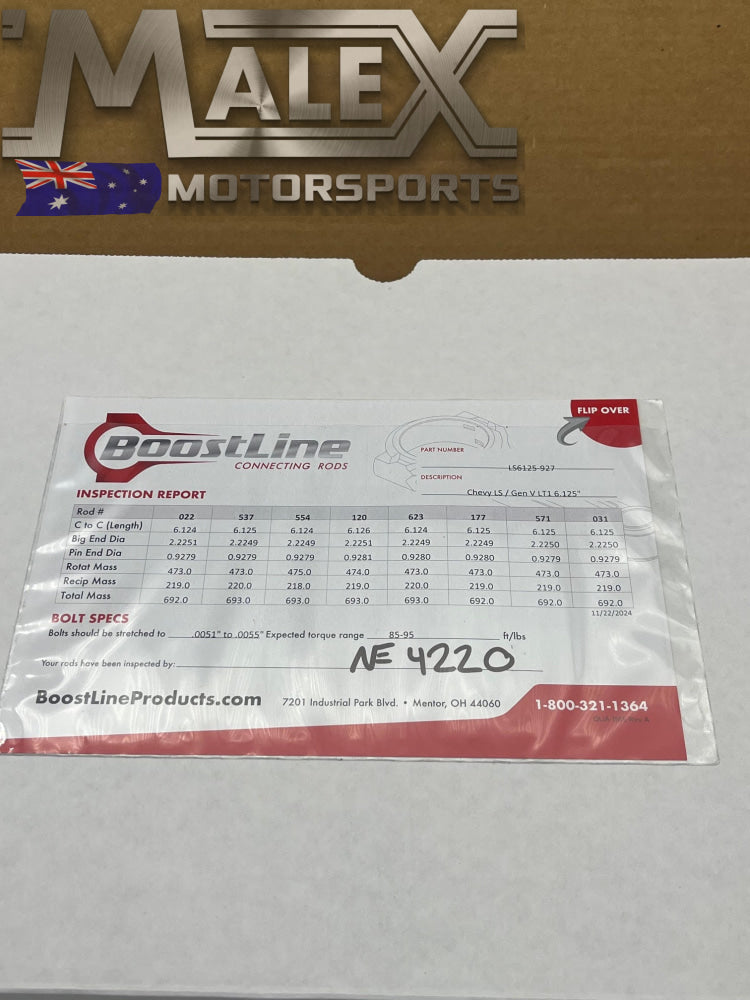 MALEX
MOTORSPORTS
FLIP OVER
BOOSTLINE
CONNECTING RODS
PART NUMBER LS6125-927
DESCRIPTION Chevy LS / Gen V LT1 6.125"
INSPECTION REPORT
Rod # 022 537 554 120 623 177 571 031
C to C (Length) 6.124 6.125 6.124 6.126 6.124 6.125 6.125 6.125
Big End Dia 2.2251 2.2249 2.2249 2.2251 2.2249 2.2249 2.2250 2.2250
Pin End Dia 0.9279 0.9279 0.9279 0.9281 0.9280 0.9280 0.9279 0.9279
Rotat Mass 473.0 473.0 475.0 474.0 473.0 473.0 473.0 473.0
Recip Mass 219.0 220.0 218.0 219.0 220.0 219.0 219.0 219.0
Total Mass 692.0 693.0 693.0 693.0 693.0 692.0 692.0 692.0
11/22/2024
BOLT SPECS
Bolts should be stretched to .0051" to .0055" Expected torque range 85-95 ft/lbs
Your rods have been inspected by: NE 4220
BoostLineProducts.com 7201 Industrial Park Blvd. • Mentor, OH 44060 1-800-321-1364